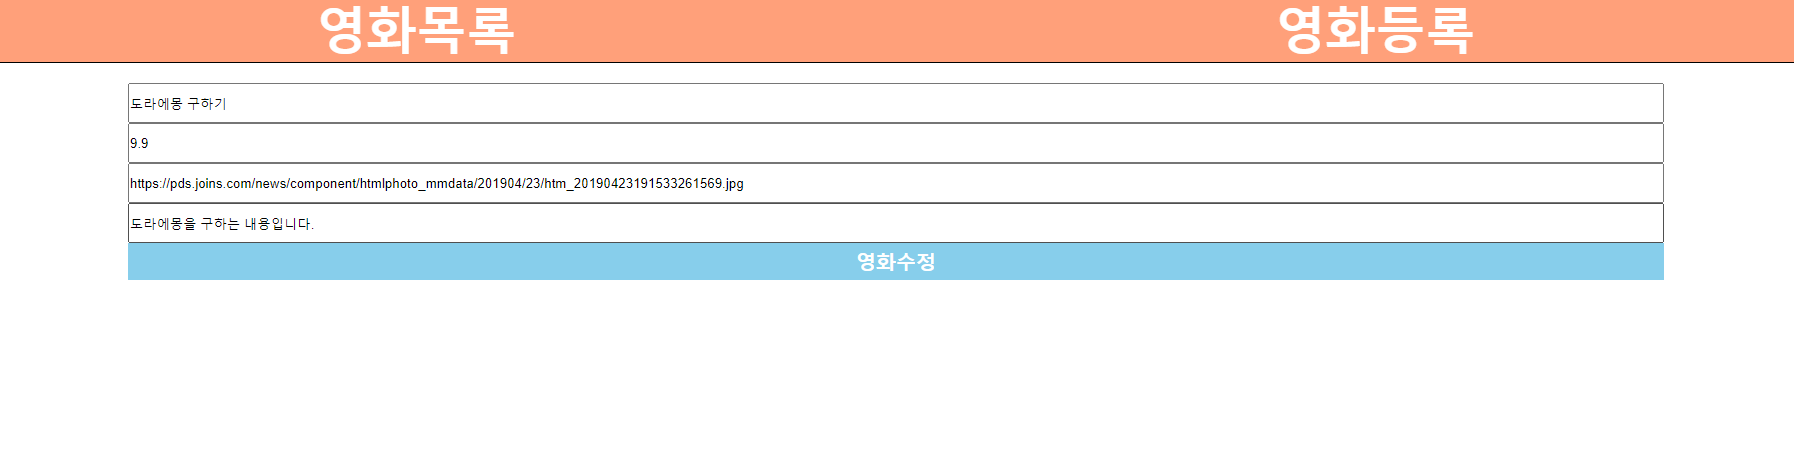 영화목록 영화등록
도라에몽 구하기
9.9
https://pds.joins.com/news/component/htmlphoto_mmdata/201904/23/htm_20190423191533261569.jpg
도라에몽을 구하는 내용입니다.
영화수정